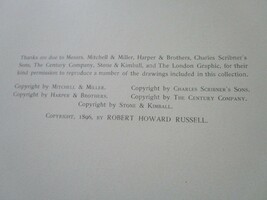 Thanks are due to Messrs. Mitchell & Miller, Harper & Brothers, Charles Scribner's
Sons, The Century Company, Stone & Kimball, and The London Graphic, for their
kind permission to reproduce a number of the drawings included in this collection.
Copyright by MITCHELL & MILLER.
Copyright by CHARLES SCRIBNER'S SONS.
Copyright by HARPER & BROTHERS.
Copyright by THE CENTURY COMPANY.
Copyright by STONE & KIMBALL.
COPYRIGHT, 1896, BY ROBERT HOWARD RUSSELL.